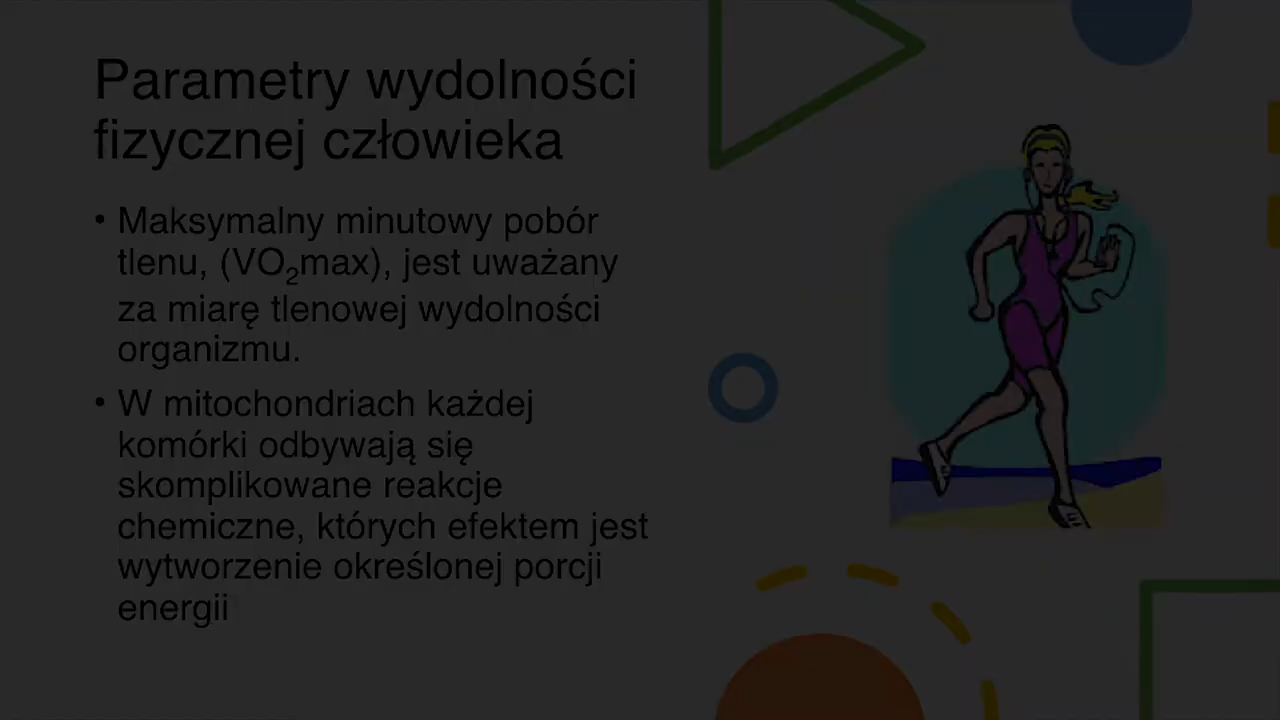 Parametry wydolności
fizycznej człowieka
• Maksymalny minutowy pobór
tlenu, (VO₂max), jest uważany
za miarę tlenowej wydolności
organizmu.
• W mitochondriach każdej
komórki odbywają się
skomplikowane reakcje
chemiczne, których efektem jest
wytworzenie określonej porcji
energii